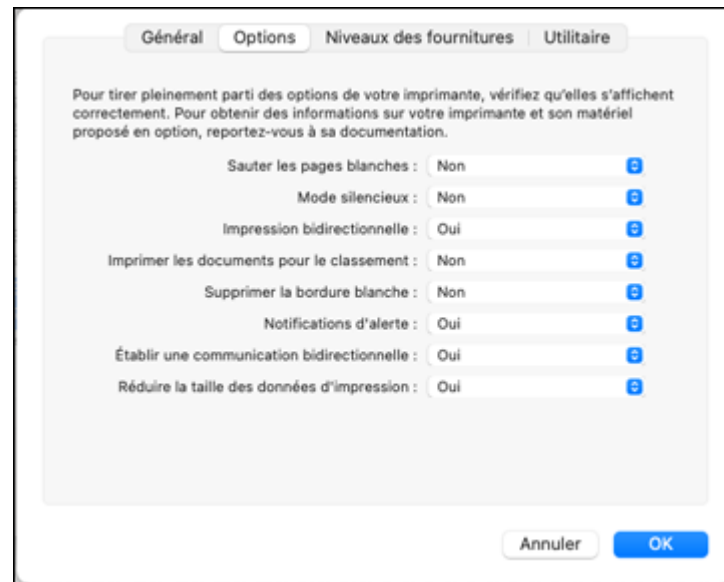 Général Options Niveaux des fournitures Utilitaire
Pour tirer pleinement parti des options de votre imprimante, vérifiez qu'elles s'affichent
correctement. Pour obtenir des informations sur votre imprimante et son matériel
proposé en option, reportez-vous à sa documentation.
Sauter les pages blanches : Non
Mode silencieux : Non
Impression bidirectionnelle : Oui
Imprimer les documents pour le classement : Non
Supprimer la bordure blanche : Non
Notifications d'alerte : Oui
Établir une communication bidirectionnelle : Oui
Réduire la taille des données d'impression : Oui
Annuler OK